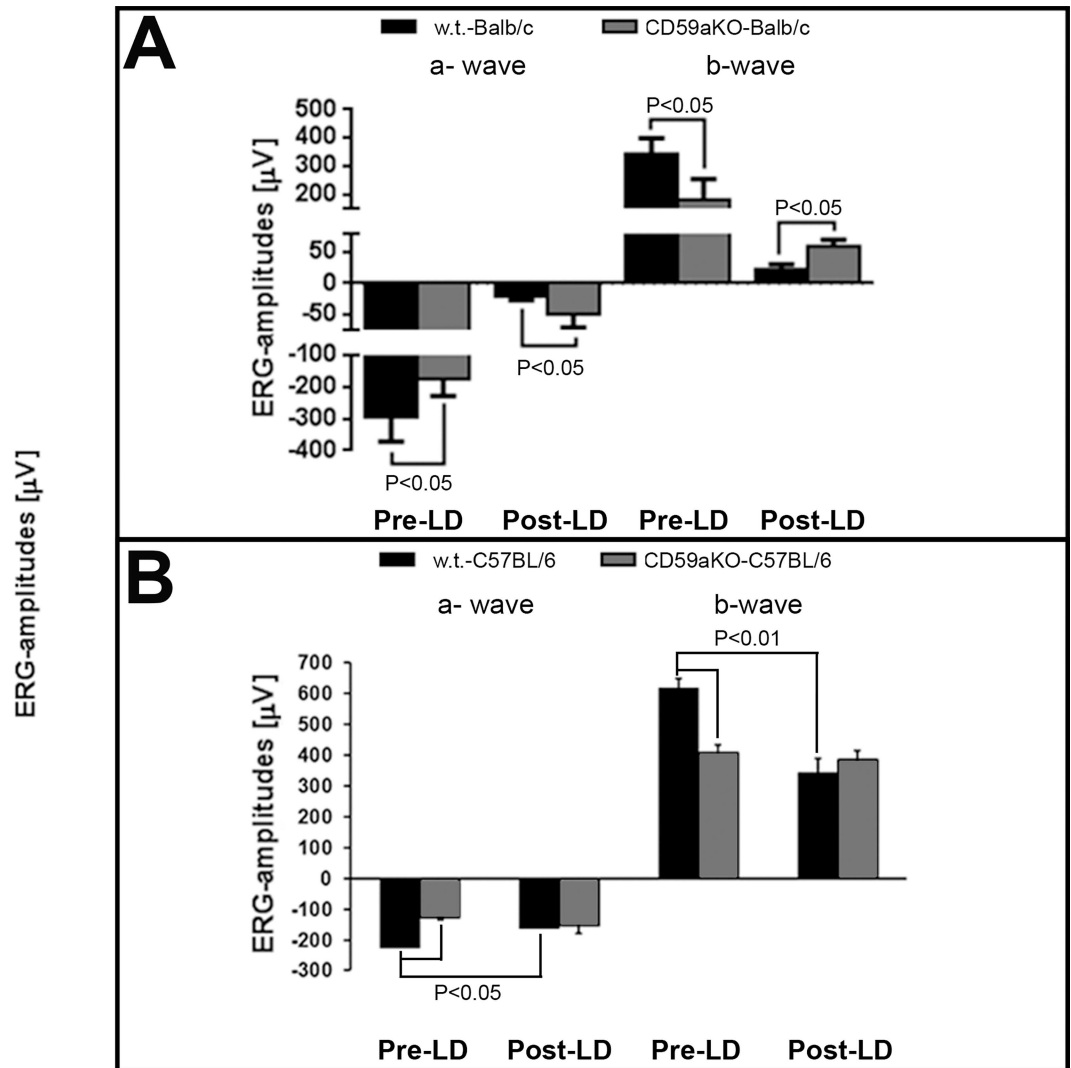 ERG-amplitudes [µV]
A
w.t.-Balb/c CD59aKO-Balb/c
a- wave b-wave
ERG-amplitudes [µV]
500
400
300
200
50
0
-50
-100
-200
-300
-400
P<0.05
P<0.05
P<0.05
P<0.05
Pre-LD Post-LD Pre-LD Post-LD
B
w.t.-C57BL/6 CD59aKO-C57BL/6
a- wave b-wave
P<0.01
ERG-amplitudes [µV]
700
600
500
400
300
200
100
0
-100
-200
-300
P<0.05
Pre-LD Post-LD Pre-LD Post-LD